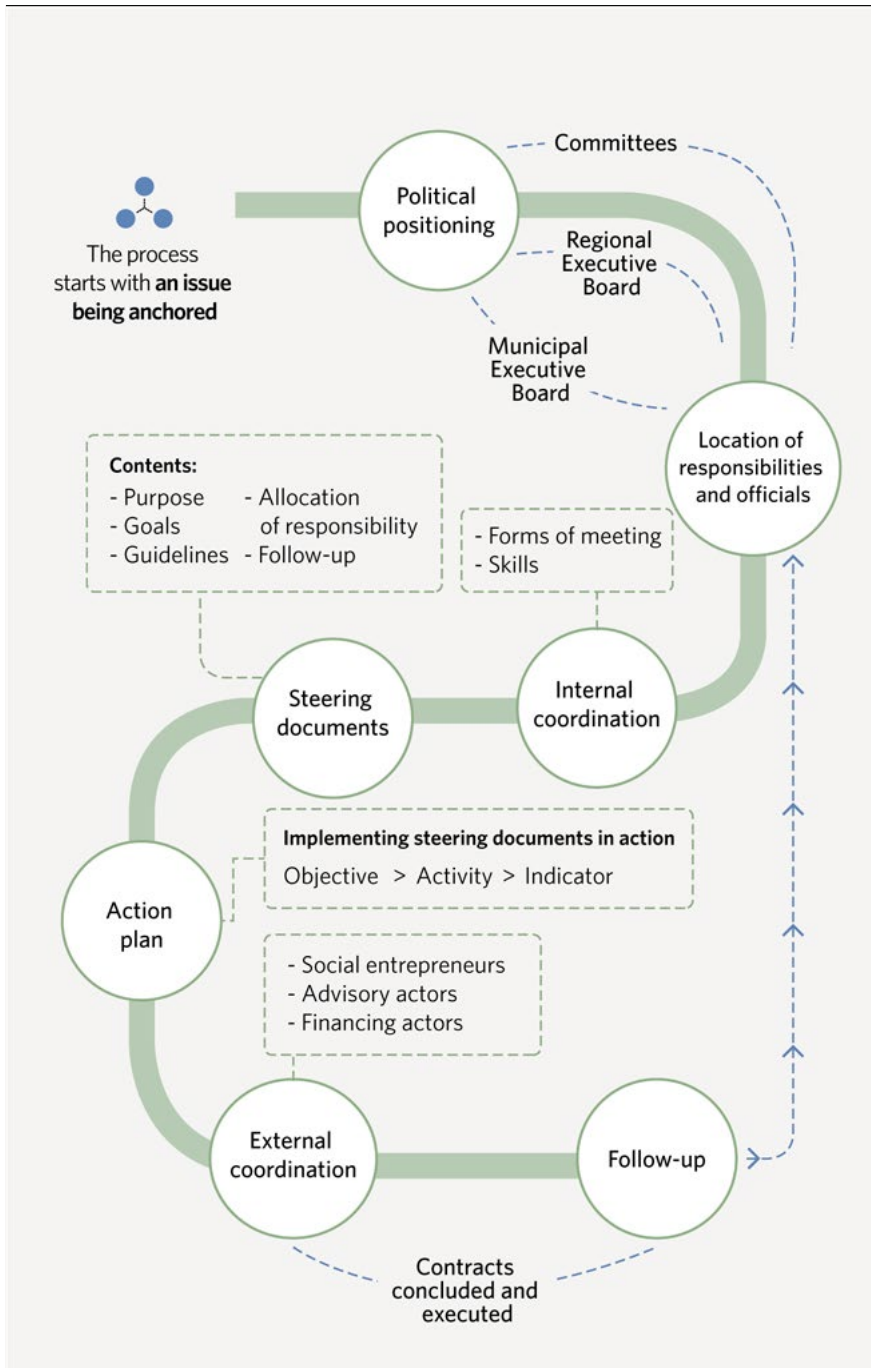 Committees
Political
positioning
The process
starts with an issue
being anchored
Regional
Executive
Board
Municipal
Executive
Board
Location of
responsibilities
and officials
Contents:
- Purpose
- Goals
- Guidelines
- Allocation
of responsibility
- Follow-up
- Forms of meeting
- Skills
Internal
coordination
Steering
documents
Implementing steering documents in action
Objective > Activity > Indicator
Action
plan
- Social entrepreneurs
- Advisory actors
- Financing actors
External
coordination
Follow-up
Contracts
concluded and
executed